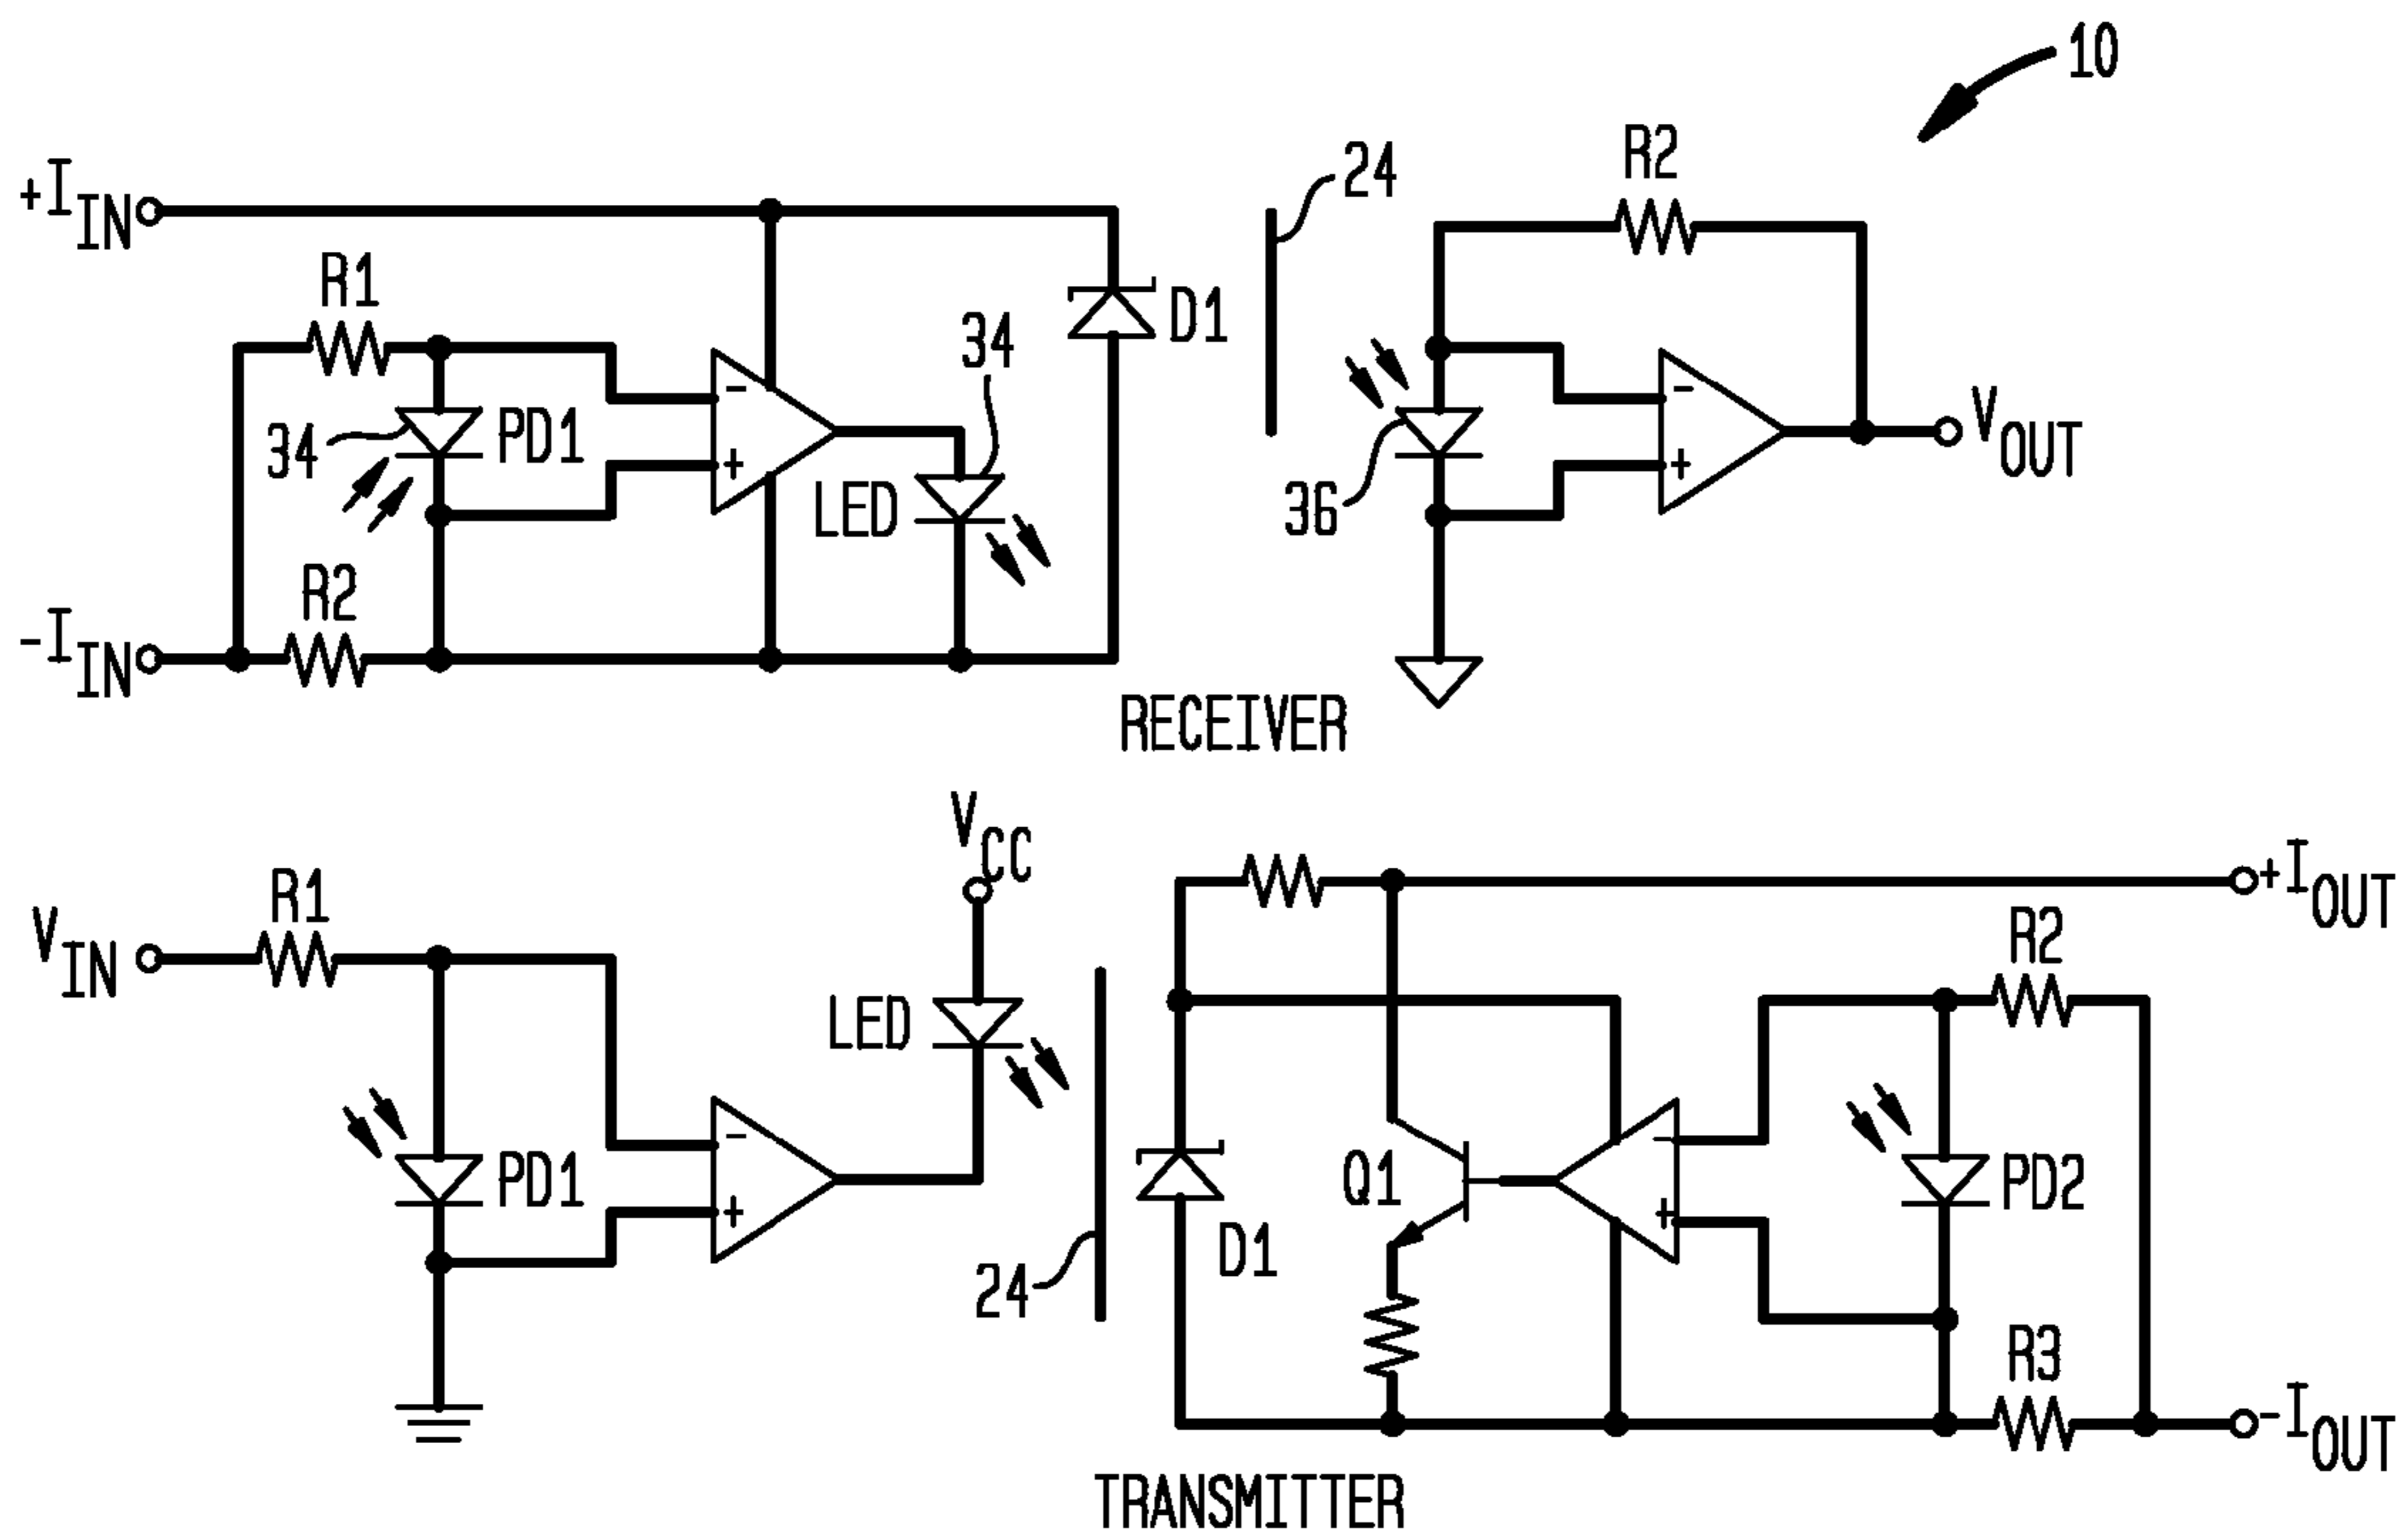 10
24
R2
+I IN
R1
D1
34
34
PD1
-
+
LED
-
+
V OUT
36
R2
-I IN
RECEIVER
V CC
+I OUT
R1
R2
V IN
LED
-
+
PD1
Q1
-
+
PD2
D1
24
R3
-I OUT
TRANSMITTER